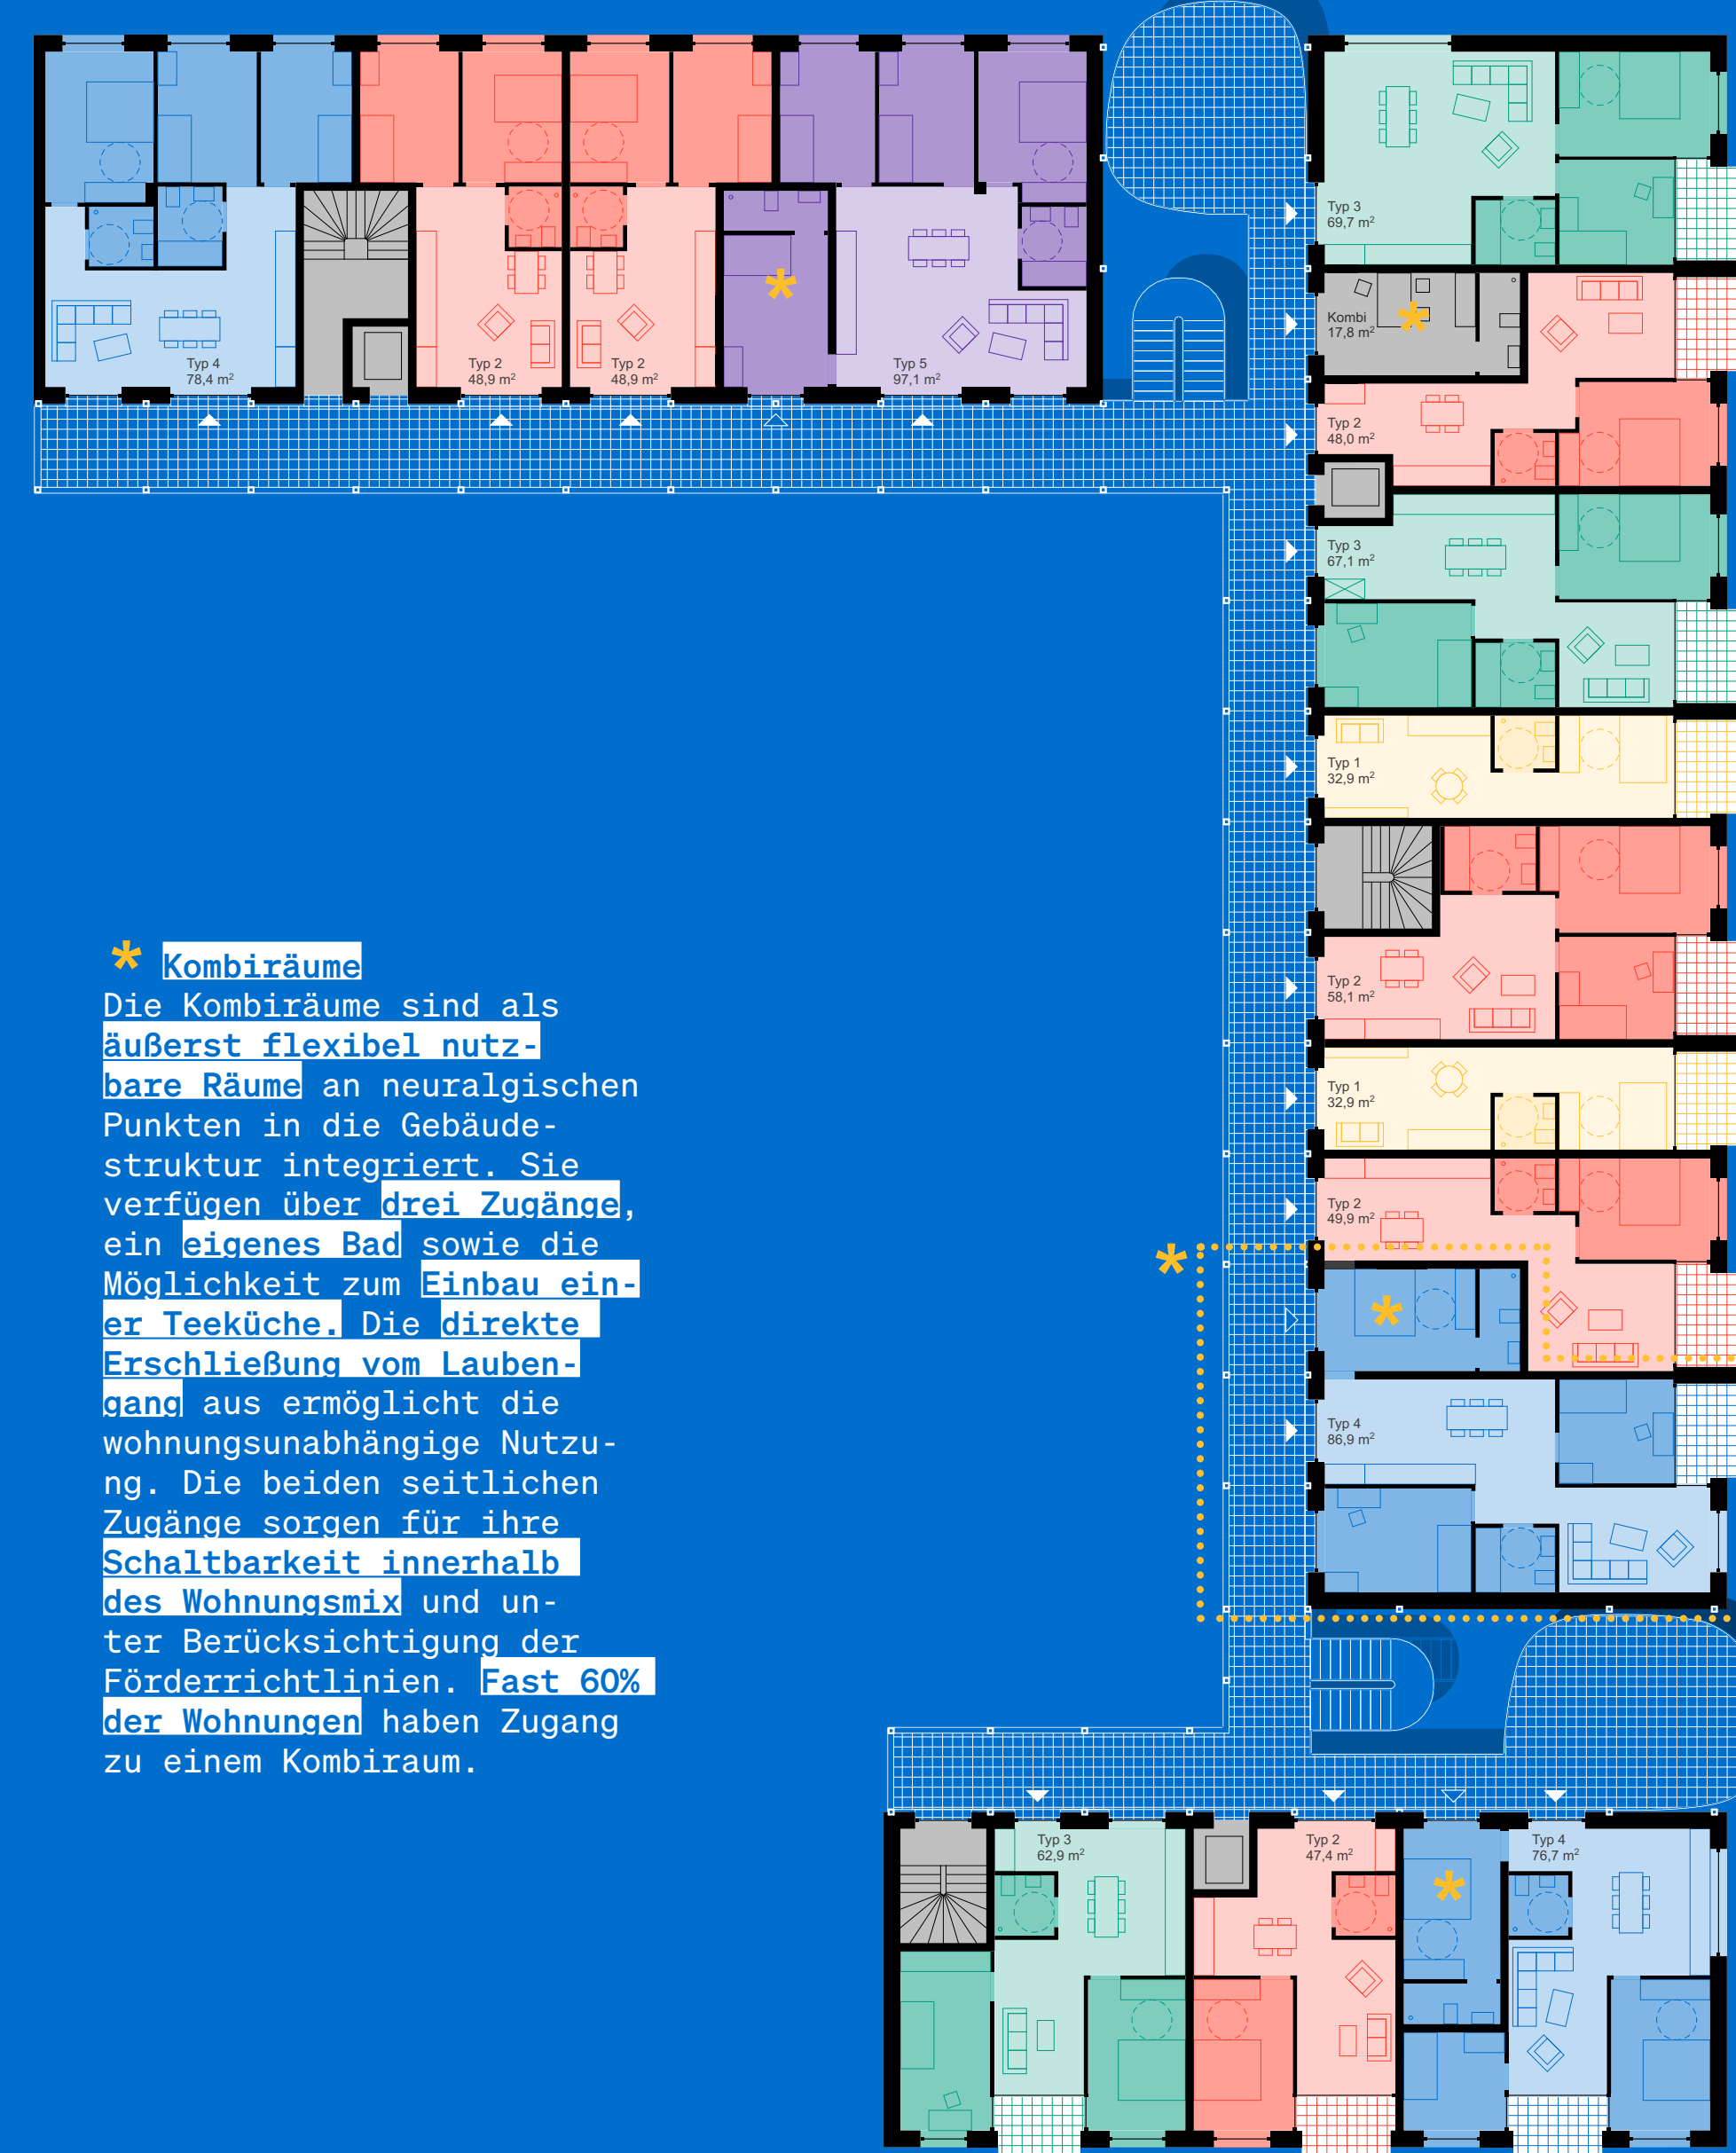 Typ 4
78,4 m²
Typ 2
48,9 m²
Typ 2
48,9 m²
Typ 5
97,1 m²
Typ 3
69,7 m²
Kombi
17,8 m²
Typ 2
48,0 m²
Typ 3
67,1 m²
Typ 1
32,9 m²
Typ 2
58,1 m²
Typ 1
32,9 m²
Typ 2
49,9 m²
Typ 4
86,9 m²
* Kombiräume
Die Kombiräume sind als
äußerst flexibel nutz-
bare Räume an neuralgischen
Punkten in die Gebäude-
struktur integriert. Sie
verfügen über drei Zugänge,
ein eigenes Bad sowie die
Möglichkeit zum Einbau ein-
er Teeküche. Die direkte
Erschließung vom Lauben-
gang aus ermöglicht die
wohnungsunabhängige Nutzu-
ng. Die beiden seitlichen
Zugänge sorgen für ihre
Schaltbarkeit innerhalb
des Wohnungsmix und un-
ter Berücksichtigung der
Förderrichtlinien. Fast 60%
der Wohnungen haben Zugang
zu einem Kombiraum.
Typ 3
62,9 m²
Typ 2
47,4 m²
Typ 4
76,7 m²